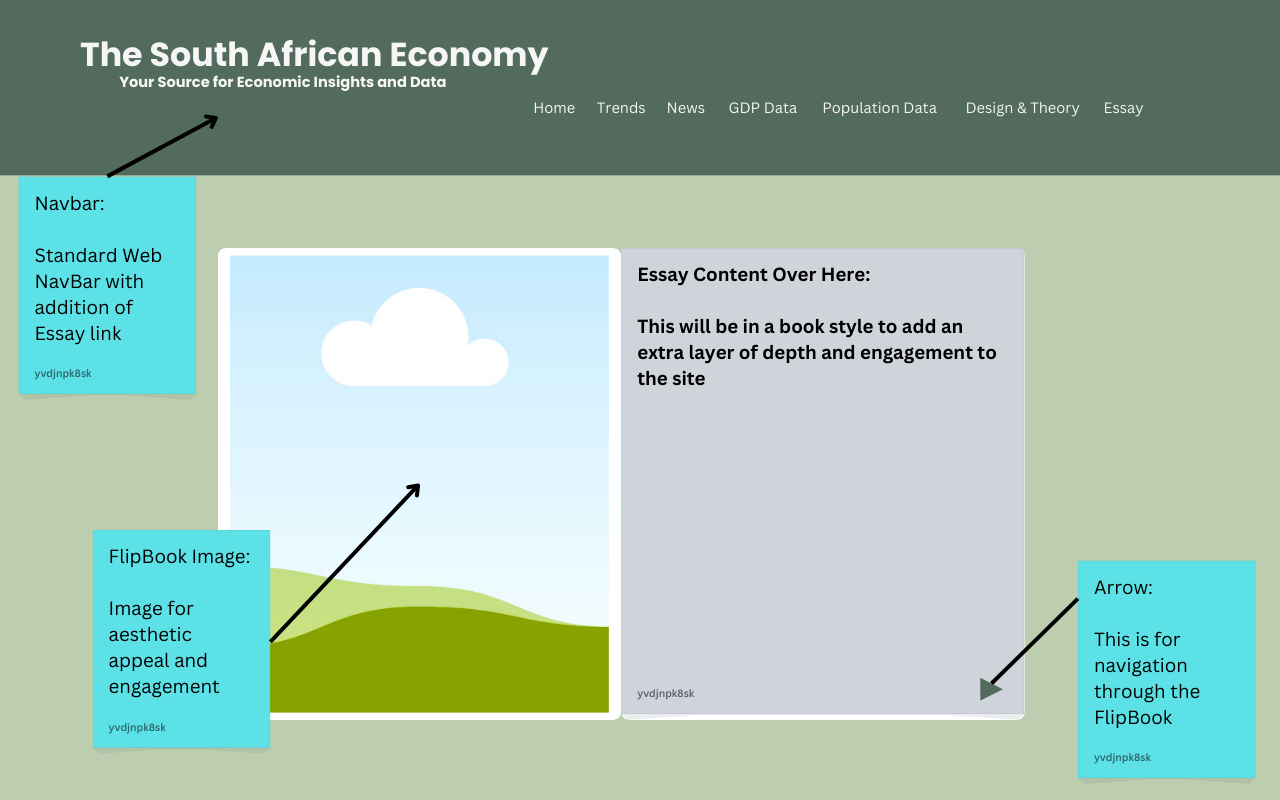 The South African Economy
Your Source for Economic Insights and Data
Home Trends News GDP Data Population Data Design & Theory Essay
Navbar:
Standard Web
NavBar with
addition of
Essay link
yvdjnpk8sk
Essay Content Over Here:
This will be in a book style to add an
extra layer of depth and engagement to
the site
yvdjnpk8sk
FlipBook Image:
Image for
aesthetic
appeal and
engagement
yvdjnpk8sk
Arrow:
This is for
navigation
through the
FlipBook
yvdjnpk8sk